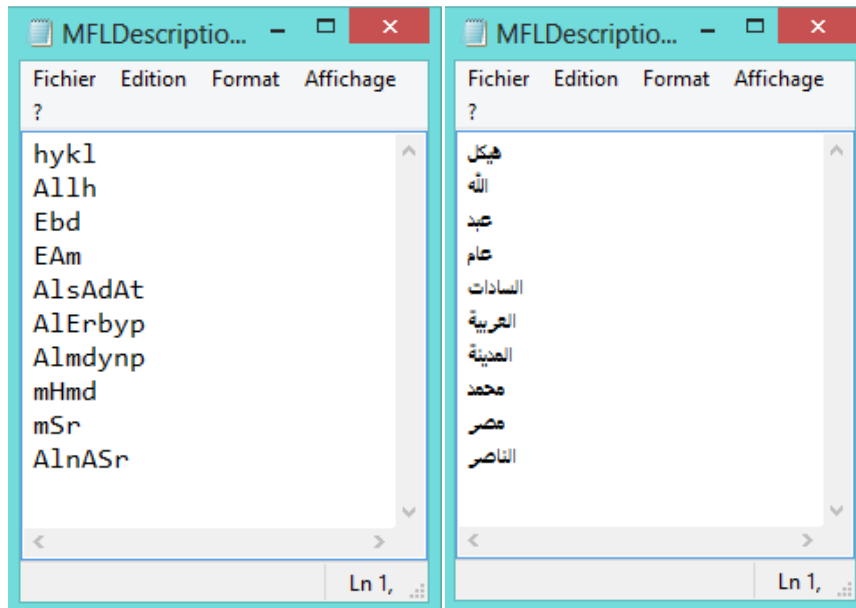 MFLDescriptio...
Fichier Edition Format Affichage
?
hykl
Allh
Ebd
EAm
AlsAdAt
AlErbyp
Almdynp
mHmd
mSr
AlnASr
Ln 1,
MFLDescriptio...
Fichier Edition Format Affichage
?
هيكل
الله
عبد
عام
السادات
العربية
المدينة
محمد
مصر
الناصر
Ln 1,